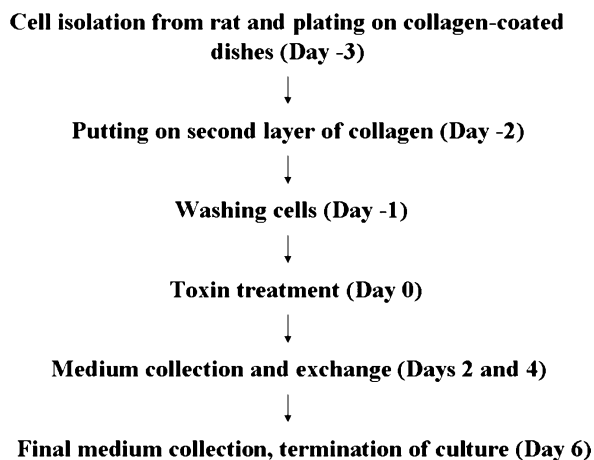 Cell isolation from rat and plating on collagen-coated
dishes (Day -3)
Putting on second layer of collagen (Day -2)
Washing cells (Day -1)
Toxin treatment (Day 0)
Medium collection and exchange (Days 2 and 4)
Final medium collection, termination of culture (Day 6)